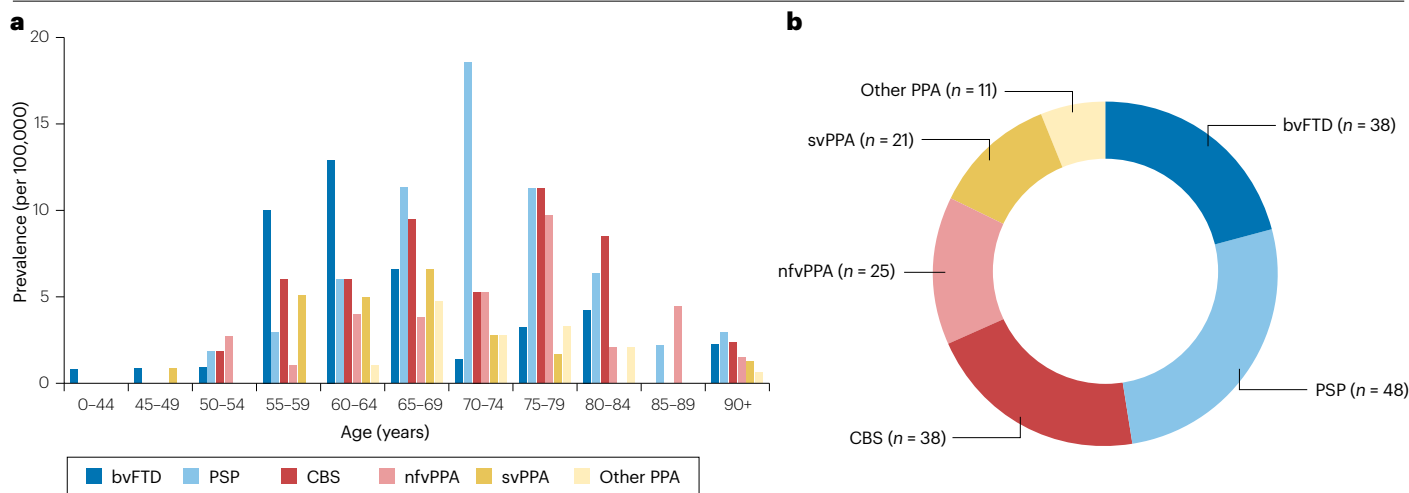 a
20
15
10
5
0
Prevalence (per 100,000)
0–44 45–49 50–54 55–59 60–64 65–69 70–74 75–79 80–84 85–89 90+
Age (years)
bvFTD PSP CBS nfvPPA svPPA Other PPA
b
Other PPA (n = 11)
bvFTD (n = 38)
svPPA (n = 21)
nfvPPA (n = 25)
PSP (n = 48)
CBS (n = 38)